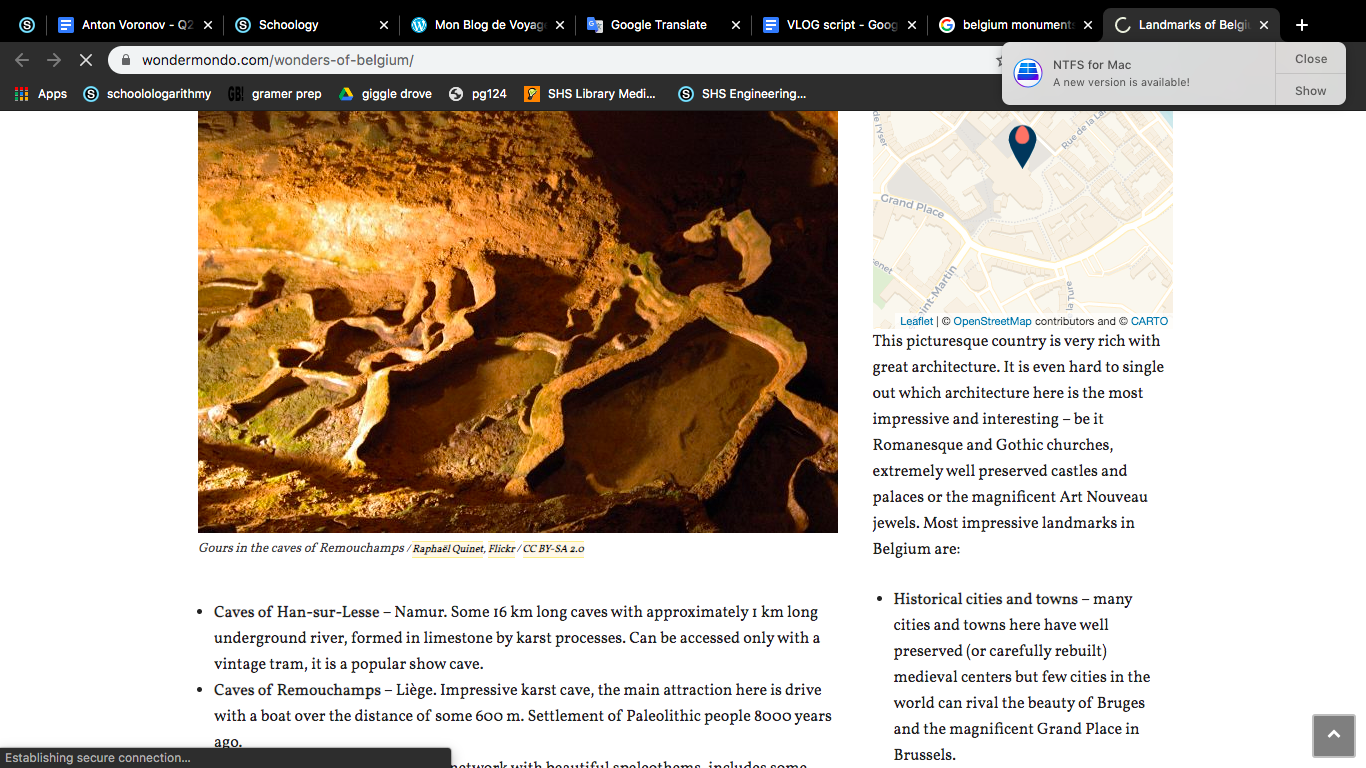 Anton Voronov - Q2
Schoology
Mon Blog de Voyag
Google Translate
VLOG script - Goog
belgium monuments
Landmarks of Belgi
wondermondo.com/wonders-of-belgium/
NTFS for Mac
A new version is available!
Close
Show
Apps
schoolologarithmy
GB!
gramer prep
giggle drove
pg124
SHS Library Medi...
SHS Engineering...
de l'Yser
Rue de la La
Grand Place
enet
int-Martin
Ture
Leaflet | © OpenStreetMap contributors and © CARTO
Gours in the caves of Remouchamps / Raphaël Quinet, Flickr / CC BY-SA 2.0
• Caves of Han-sur-Lesse – Namur. Some 16 km long caves with approximately 1 km long
underground river, formed in limestone by karst processes. Can be accessed only with a
vintage tram, it is a popular show cave.
• Caves of Remouchamps – Liège. Impressive karst cave, the main attraction here is drive
with a boat over the distance of some 600 m. Settlement of Paleolithic people 8000 years
ago.
network with beautiful speleothems, includes some
This picturesque country is very rich with
great architecture. It is even hard to single
out which architecture here is the most
impressive and interesting – be it
Romanesque and Gothic churches,
extremely well preserved castles and
palaces or the magnificent Art Nouveau
jewels. Most impressive landmarks in
Belgium are:
• Historical cities and towns – many
cities and towns here have well
preserved (or carefully rebuilt)
medieval centers but few cities in the
world can rival the beauty of Bruges
and the magnificent Grand Place in
Brussels.
Establishing secure connection...